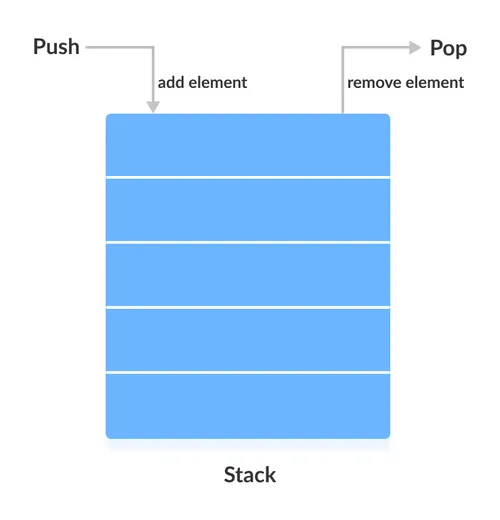 Push
Pop
add element
remove element
Stack